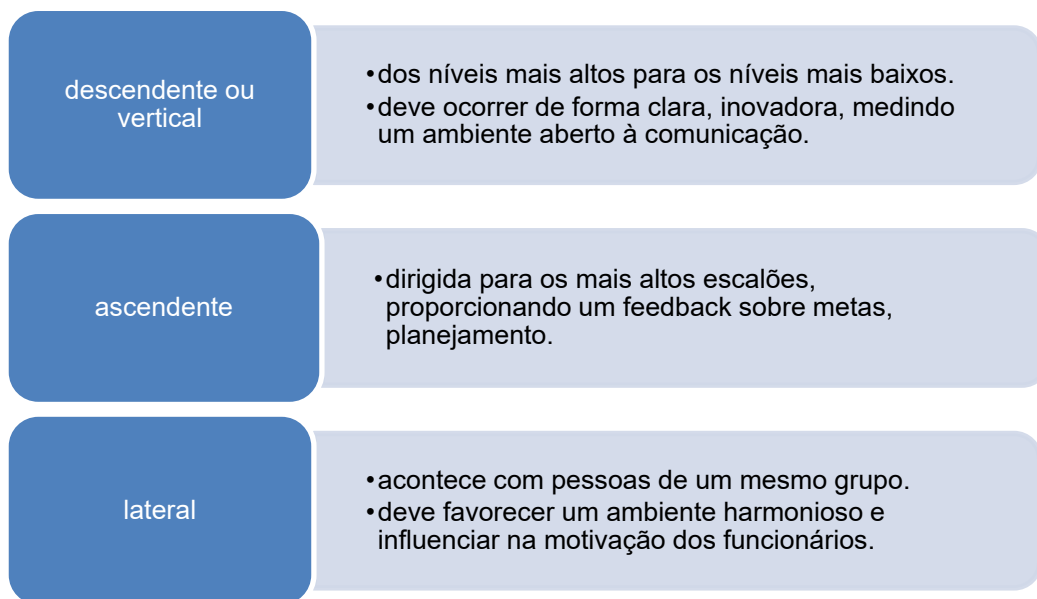 descendente ou
vertical
•dos níveis mais altos para os níveis mais baixos.
•deve ocorrer de forma clara, inovadora, medindo
um ambiente aberto à comunicação.
ascendente
•dirigida para os mais altos escalões,
proporcionando um feedback sobre metas,
planejamento.
lateral
•acontece com pessoas de um mesmo grupo.
•deve favorecer um ambiente harmonioso e
influenciar na motivação dos funcionários.